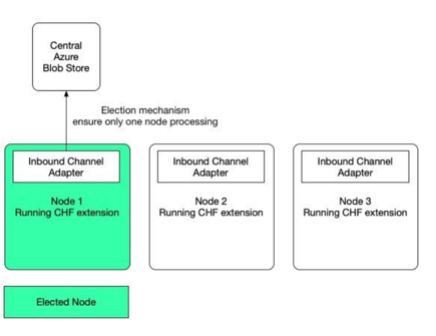 Central
Azure
Blob Store
Election mechanism
ensure only one node processing
Inbound Channel
Adapter
Node 1
Running CHF extension
Inbound Channel
Adapter
Node 2
Running CHF extension
Inbound Channel
Adapter
Node 3
Running CHF extension
Elected Node